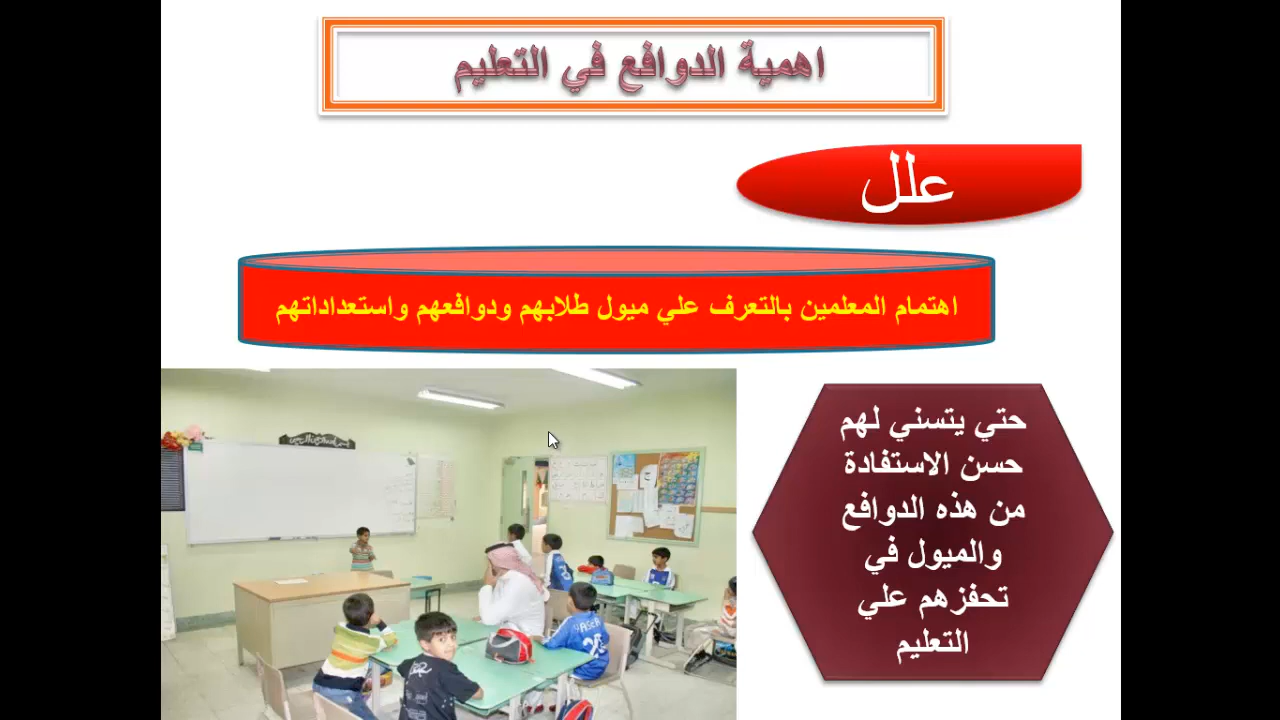 اهمية الدوافع في التعليم
علل
اهتمام المعلمين بالتعرف علي ميول طلابهم ودوافعهم واستعداداتهم
حتي يتسني لهم
حسن الاستفادة
من هذه الدوافع
والميول في
تحفزهم علي
التعليم